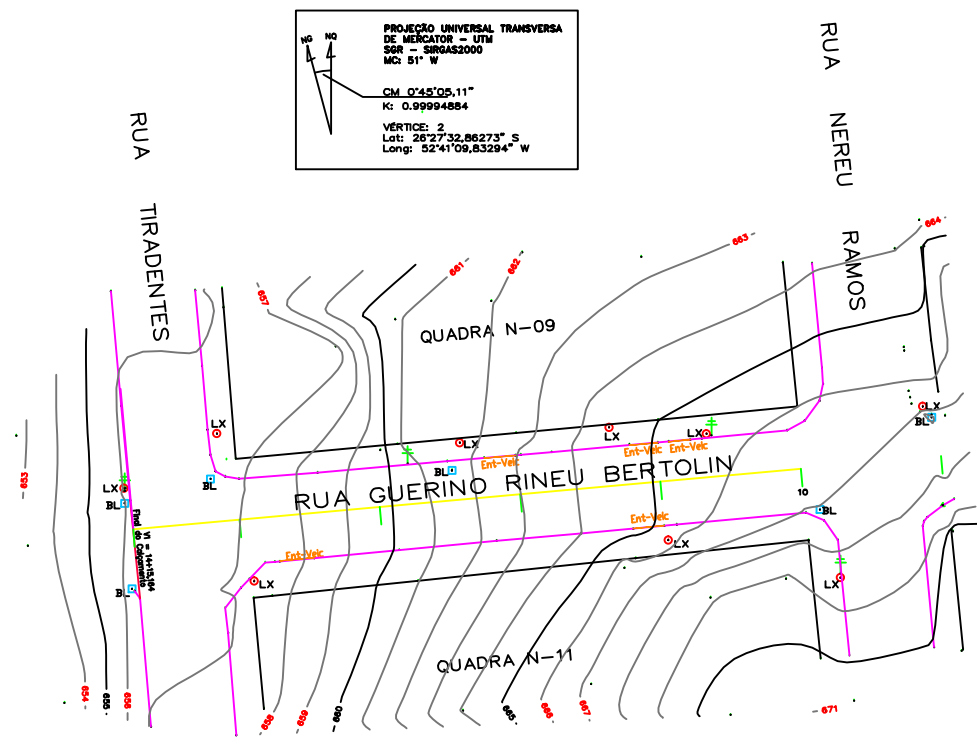 PROJEÇÃO UNIVERSAL TRANSVERSA
DE MERCATOR - UTM
SGR - SIRGAS2000
MC: 51° W
NG
NQ
CM 0°45'05,11"
K: 0.99994884
VÉRTICE: 2
Lat: 26°27'32,86273" S
Long: 52°41'09,83294" W
RUA NEREU RAMOS
RUA TIRADENTES
664
663
662
661
657
QUADRA N-09
LX
LX
BL
LX
LX
LX
LX
Ent-Veic
Ent-Veic
Ent-Veic
BL
BL
653
RUA GUERINO RINEU BERTOLIN
10
LX
BL
BL
Final do Calcamento
Ent-Veic
LX
Ent-Veic
LX
LX
BL
QUADRA N-11
654
655
656
658
659
660
665
666
667
671